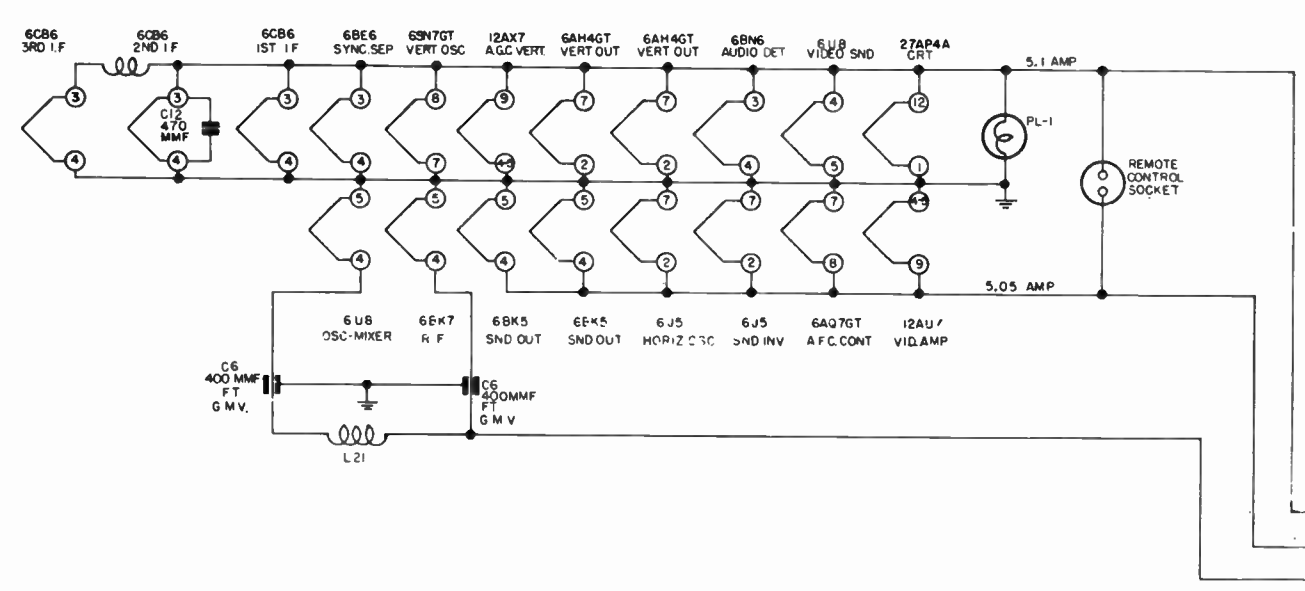 6CB6
3RD I.F
6CB6
2ND I F
6CB6
1ST I F
6BE6
SYNC.SEP
6SN7GT
VERT OSC
12AX7
A.G.C VERT.
6AH4GT
VERT OUT
6AH4GT
VERT OUT
6BN6
AUDIO DET
6U8
VIDEO SND
27AP4A
CRT
5.1 AMP
3
3
3
3
8
9
7
7
3
4
12
C12
470
MMF
PL-1
4
4
4
4
7
4-5
2
2
4
5
1
REMOTE
CONTROL
SOCKET
5
5
5
5
7
7
7
4-5
4
4
4
4
2
2
8
9
5.05 AMP
6U8
OSC-MIXER
6BK7
R F
6BK5
SND OUT
6BK5
SND OUT
6J5
HORIZ OSC
6J5
SND INV
6AQ7GT
A.F.C. CONT
12AU7
VID.AMP
C6
400 MMF
FT
G M V.
C6
400MMF
FT
G M V
L21